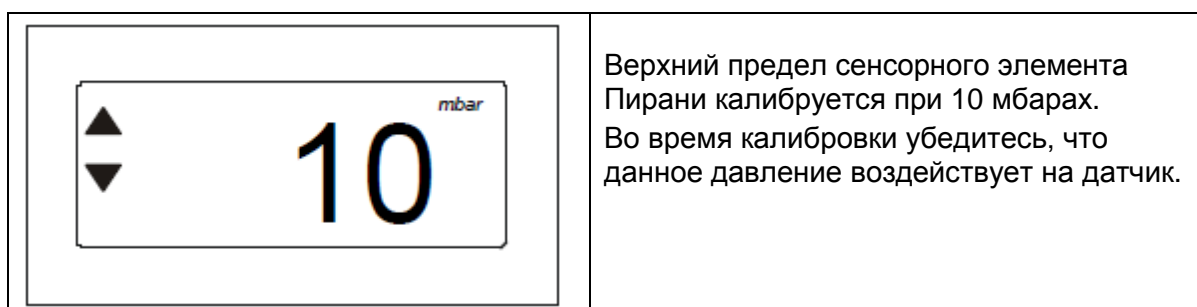 mbar
10
Верхний предел сенсорного элемента
Пирани калибруется при 10 мбарах.
Во время калибровки убедитесь, что
данное давление воздействует на датчик.